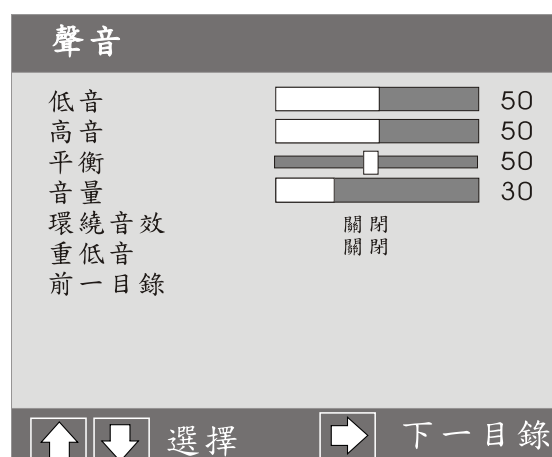 聲音
低音 50
高音 50
平衡 50
音量 30
環繞音效 關閉
重低音 關閉
前一目錄
選擇 下一目錄